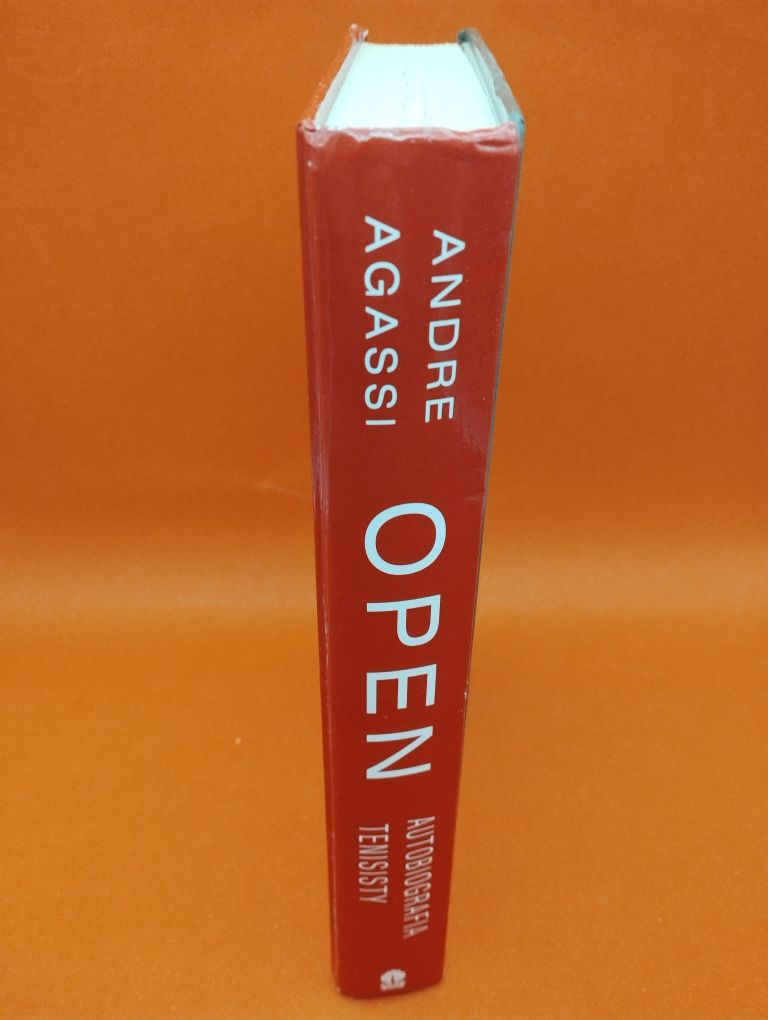 ANDRE
AGASSI
OPEN
AUTOBIOGRAFIA
TENISISTY